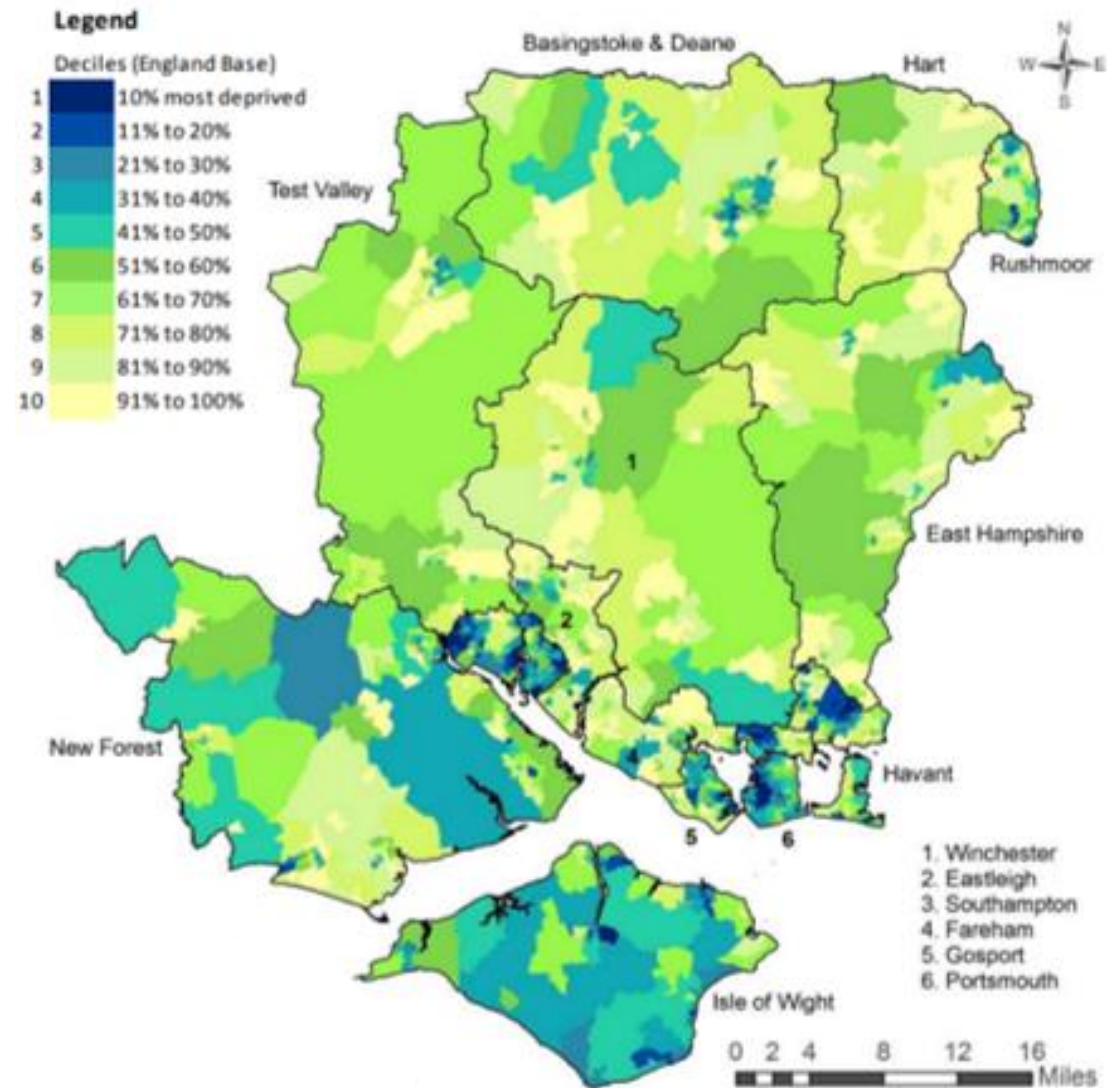 Legend
Deciles (England Base)
1 10% most deprived
2 11% to 20%
3 21% to 30%
4 31% to 40%
5 41% to 50%
6 51% to 60%
7 61% to 70%
8 71% to 80%
9 81% to 90%
10 91% to 100%
Basingstoke & Deane
Hart
N
W E
S
Test Valley
Rushmoor
1
East Hampshire
2
3
New Forest
4
Havant
5
6
1. Winchester
2. Eastleigh
3. Southampton
4. Fareham
5. Gosport
6. Portsmouth
Isle of Wight
0 2 4 8 12 16
Miles